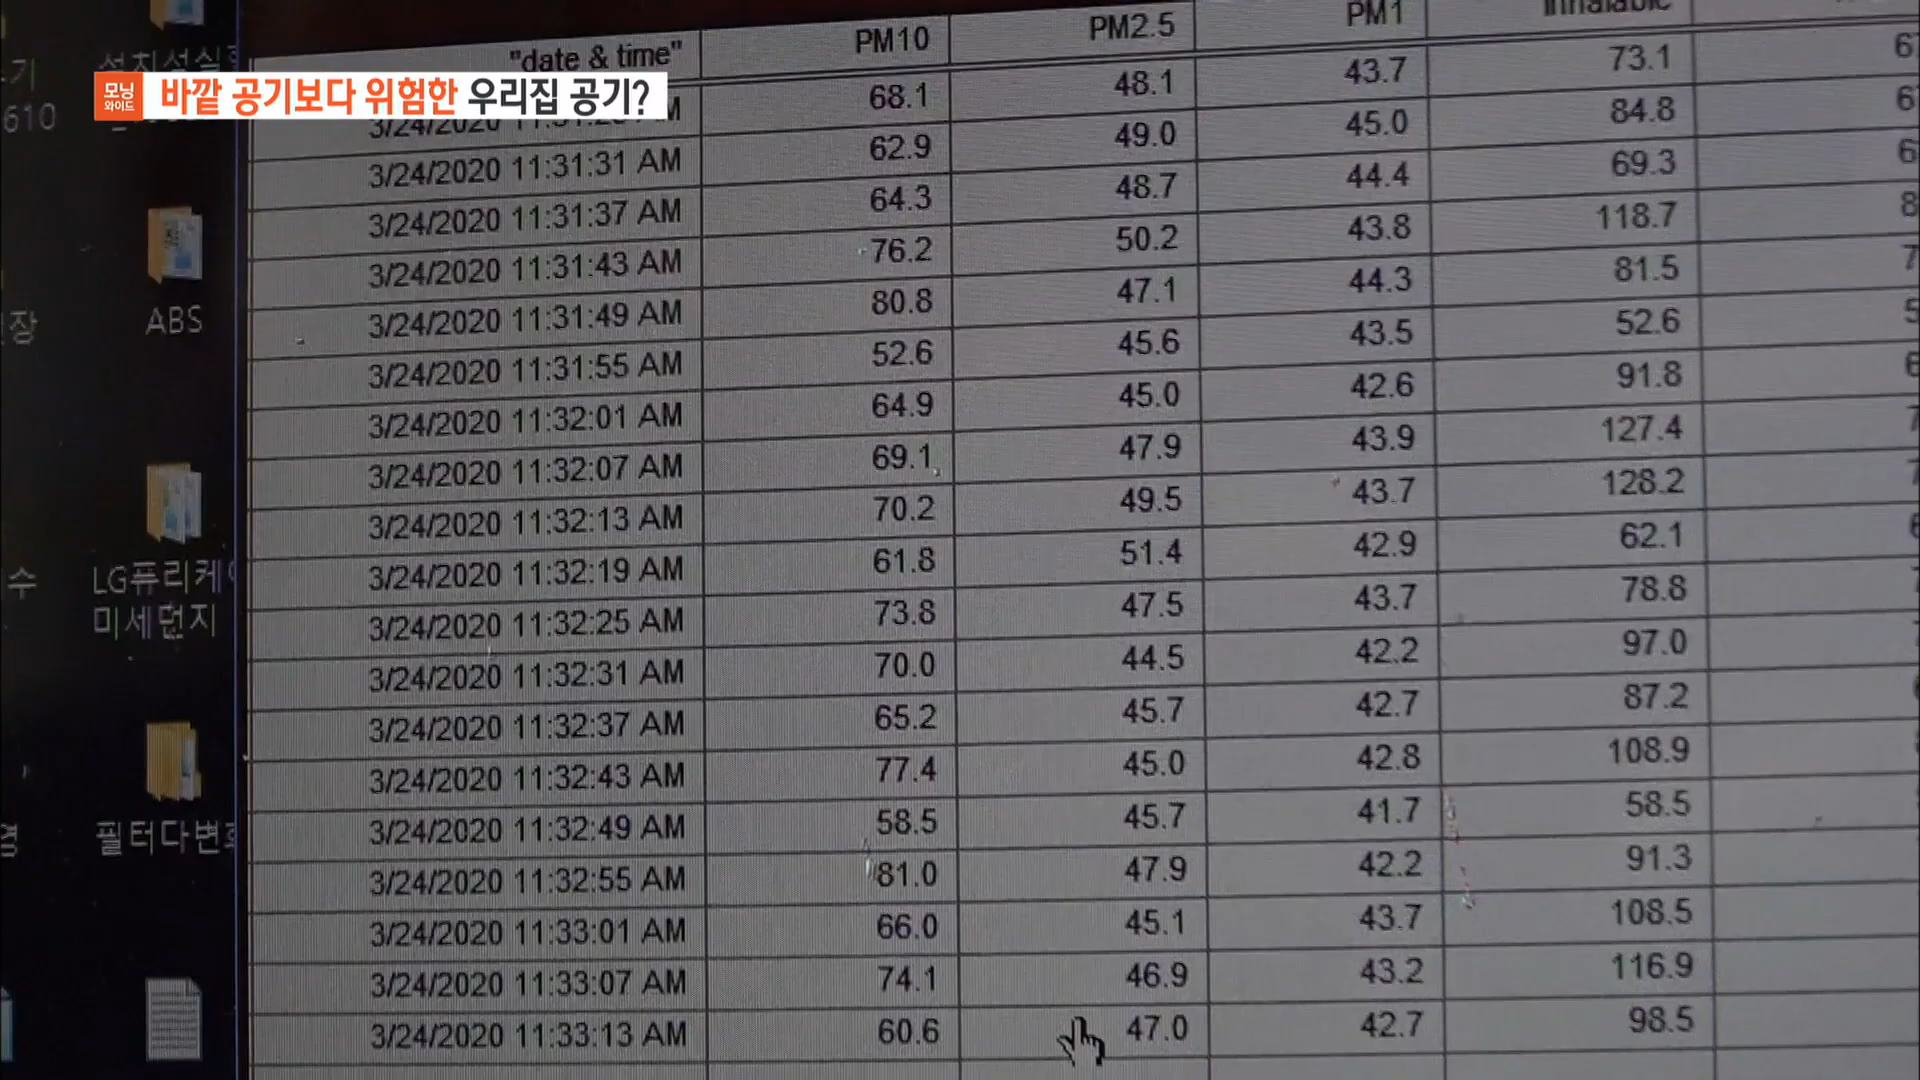 모닝와이드 바깥 공기보다 위험한 우리집 공기?
610
ABS
LG퓨리케
미세먼지
필터다변
"date & time" PM10 PM2.5 PM1 Inhalable
3/24/2020 68.1 48.1 43.7 73.1
3/24/2020 11:31:31 AM 62.9 49.0 45.0 84.8
3/24/2020 11:31:37 AM 64.3 48.7 44.4 69.3
3/24/2020 11:31:43 AM 76.2 50.2 43.8 118.7
3/24/2020 11:31:49 AM 80.8 47.1 44.3 81.5
3/24/2020 11:31:55 AM 52.6 45.6 43.5 52.6
3/24/2020 11:32:01 AM 64.9 45.0 42.6 91.8
3/24/2020 11:32:07 AM 69.1 47.9 43.9 127.4
3/24/2020 11:32:13 AM 70.2 49.5 43.7 128.2
3/24/2020 11:32:19 AM 61.8 51.4 42.9 62.1
3/24/2020 11:32:25 AM 73.8 47.5 43.7 78.8
3/24/2020 11:32:31 AM 70.0 44.5 42.2 97.0
3/24/2020 11:32:37 AM 65.2 45.7 42.7 87.2
3/24/2020 11:32:43 AM 77.4 45.0 42.8 108.9
3/24/2020 11:32:49 AM 58.5 45.7 41.7 58.5
3/24/2020 11:32:55 AM 81.0 47.9 42.2 91.3
3/24/2020 11:33:01 AM 66.0 45.1 43.7 108.5
3/24/2020 11:33:07 AM 74.1 46.9 43.2 116.9
3/24/2020 11:33:13 AM 60.6 47.0 42.7 98.5